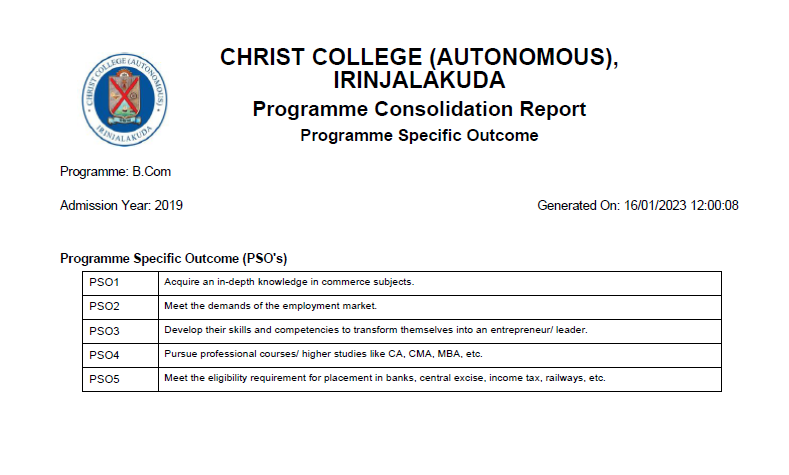 CHRIST COLLEGE (AUTONOMOUS),
IRINJALAKUDA
Programme Consolidation Report
Programme Specific Outcome
CHRIST COLLEGE (AUTONOMOUS)
IRINJALAKUDA
Programme: B.Com
Admission Year: 2019 Generated On: 16/01/2023 12:00:08
Programme Specific Outcome (PSO's)
PSO1 Acquire an in-depth knowledge in commerce subjects.
PSO2 Meet the demands of the employment market.
PSO3 Develop their skills and competencies to transform themselves into an entrepreneur/ leader.
PSO4 Pursue professional courses/ higher studies like CA, CMA, MBA, etc.
PSO5 Meet the eligibility requirement for placement in banks, central excise, income tax, railways, etc.